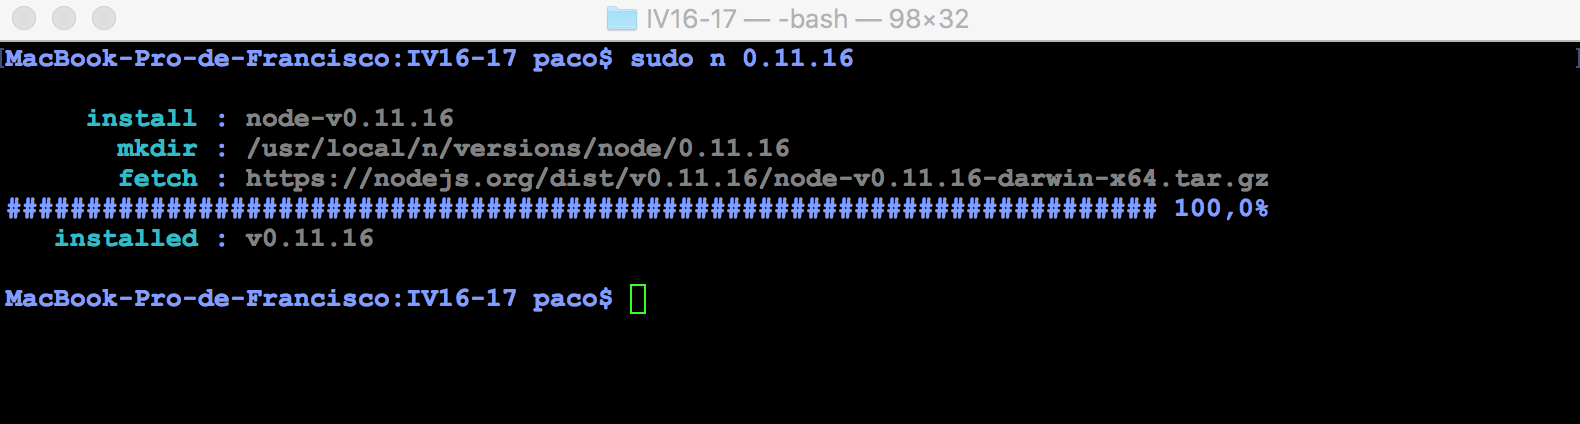 IV16-17 — -bash — 98×32
MacBook-Pro-de-Francisco:IV16-17 paco$ sudo n 0.11.16
install : node-v0.11.16
mkdir : /usr/local/n/versions/node/0.11.16
fetch : https://nodejs.org/dist/v0.11.16/node-v0.11.16-darwin-x64.tar.gz
######################################################################## 100,0%
installed : v0.11.16
MacBook-Pro-de-Francisco:IV16-17 paco$